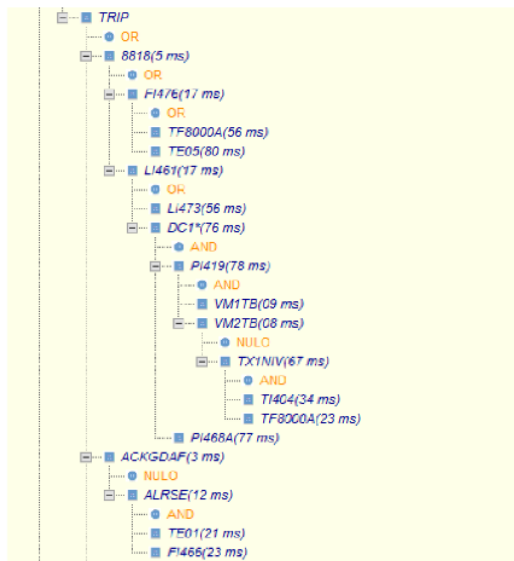 TRIP
OR
8818(5 ms)
OR
FI476(17 ms)
OR
TF8000A(56 ms)
TE05(80 ms)
LI461(17 ms)
OR
LI473(56 ms)
DC1*(76 ms)
AND
PI419(78 ms)
AND
VM1TB(09 ms)
VM2TB(08 ms)
NULO
TX1NIV(67 ms)
AND
TI404(34 ms)
TF8000A(23 ms)
PI468A(77 ms)
ACKGDAF(3 ms)
NULO
ALRSE(12 ms)
AND
TE01(21 ms)
FI466(23 ms)